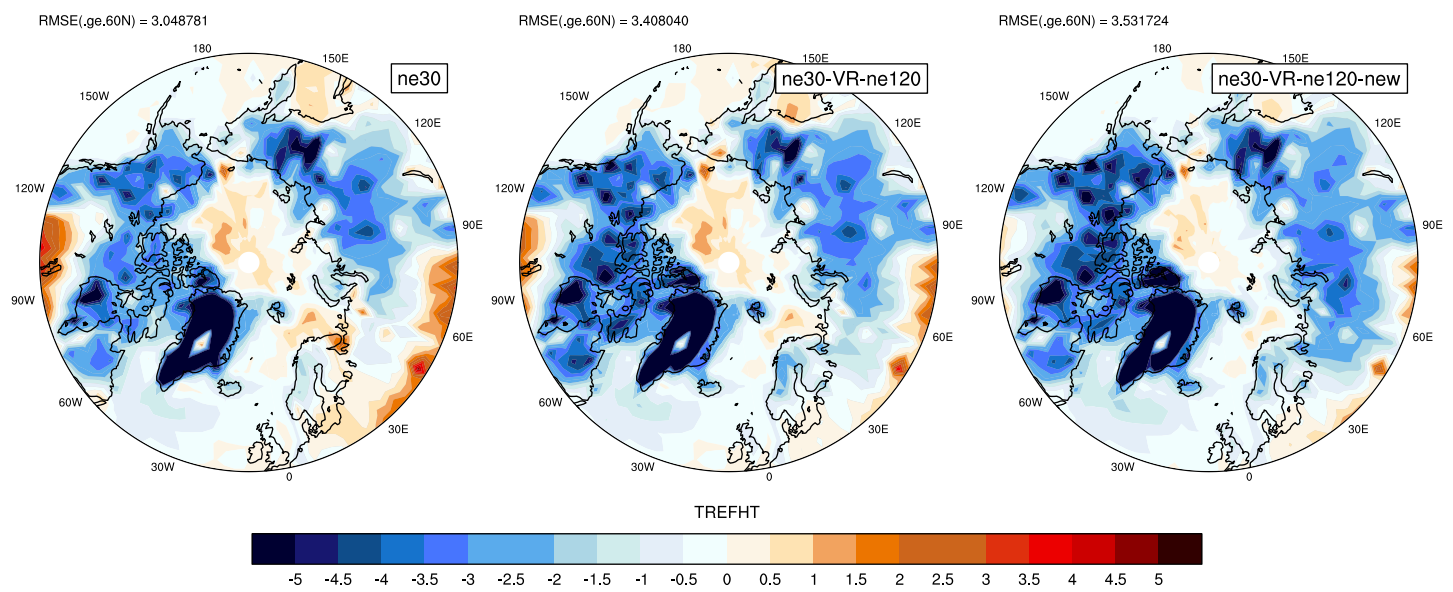 RMSE(.ge.60N) = 3.048781
RMSE(.ge.60N) = 3.408040
RMSE(.ge.60N) = 3.531724
ne30
ne30-VR-ne120
ne30-VR-ne120-new
180
150E
120E
90E
60E
30E
0
30W
60W
90W
120W
150W
180
150E
120E
90E
60E
30E
0
30W
60W
90W
120W
150W
180
150E
120E
90E
60E
30E
0
30W
60W
90W
120W
150W
TREFHT
-5 -4.5 -4 -3.5 -3 -2.5 -2 -1.5 -1 -0.5 0 0.5 1 1.5 2 2.5 3 3.5 4 4.5 5